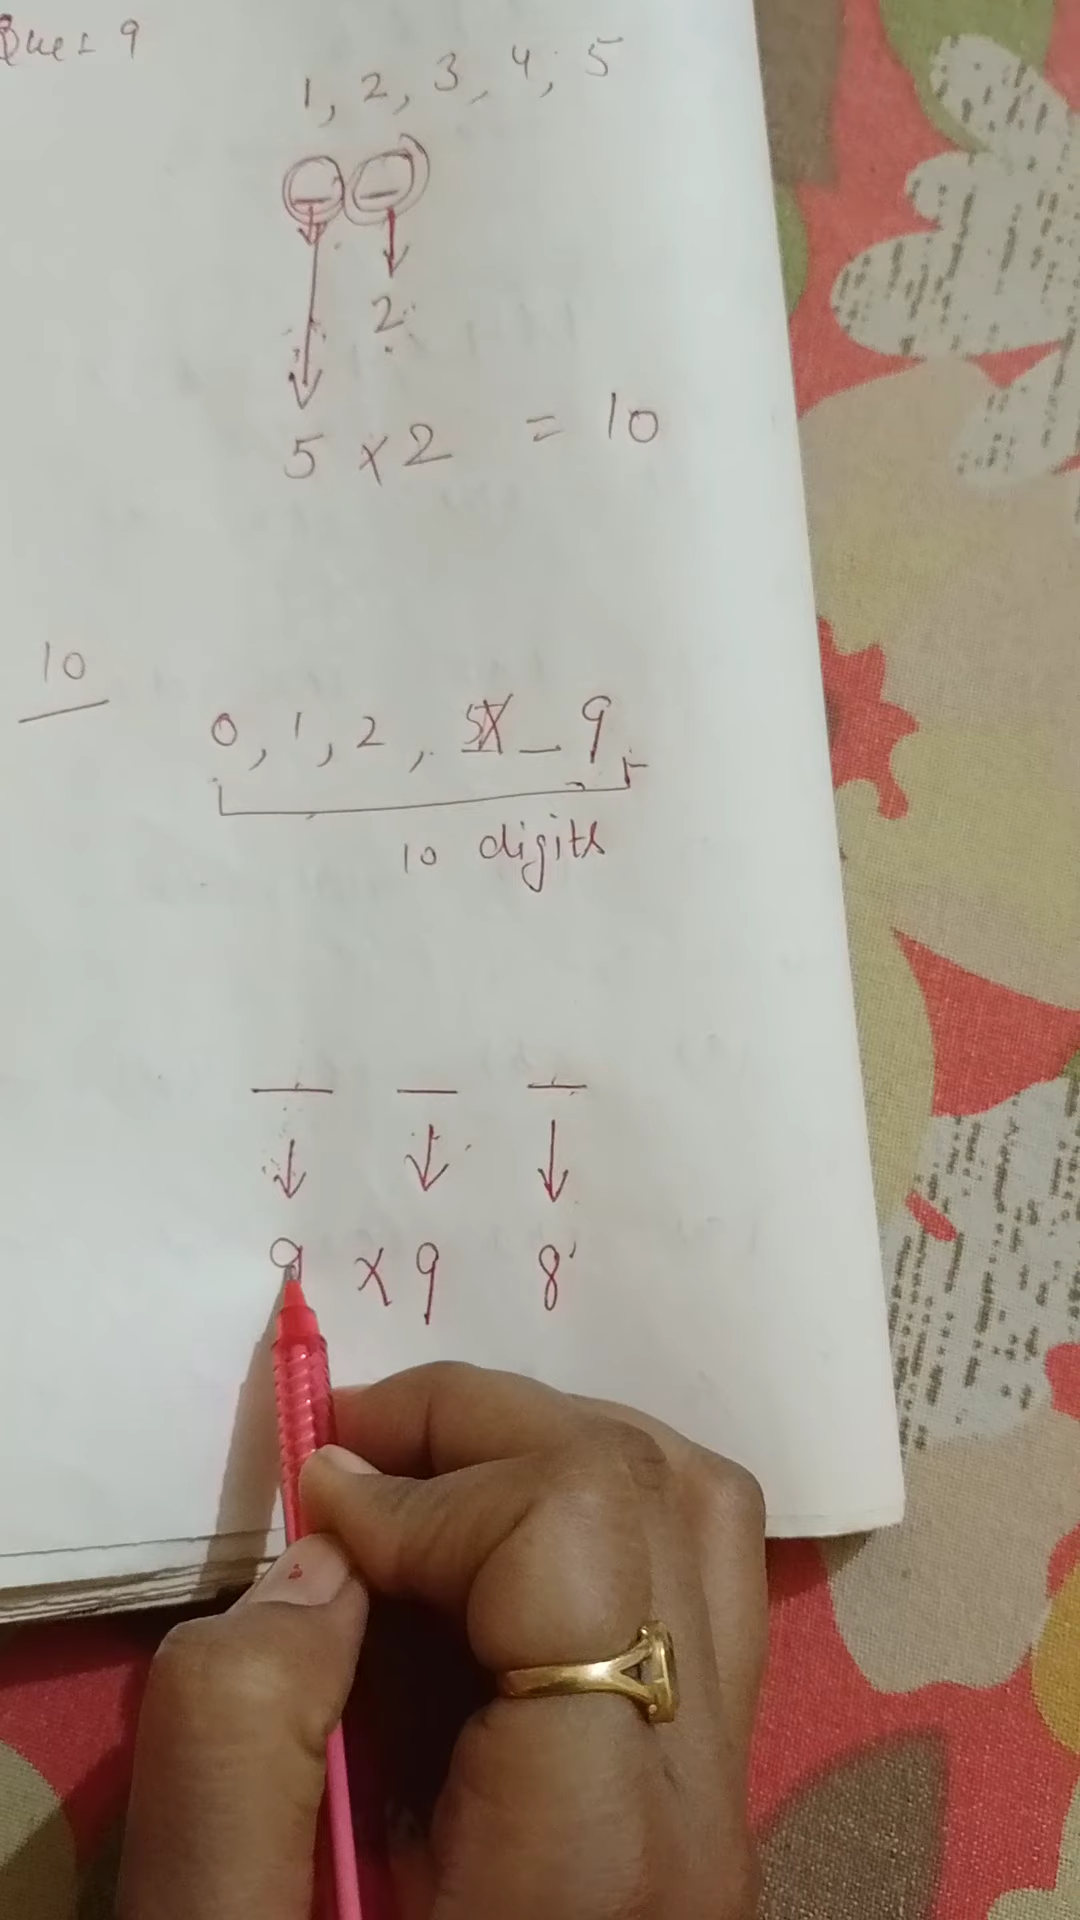 Que : 9
1, 2, 3, 4, 5
2
5 x 2 = 10
10
0, 1, 2, _ 9
10 digits
9 x 9 8